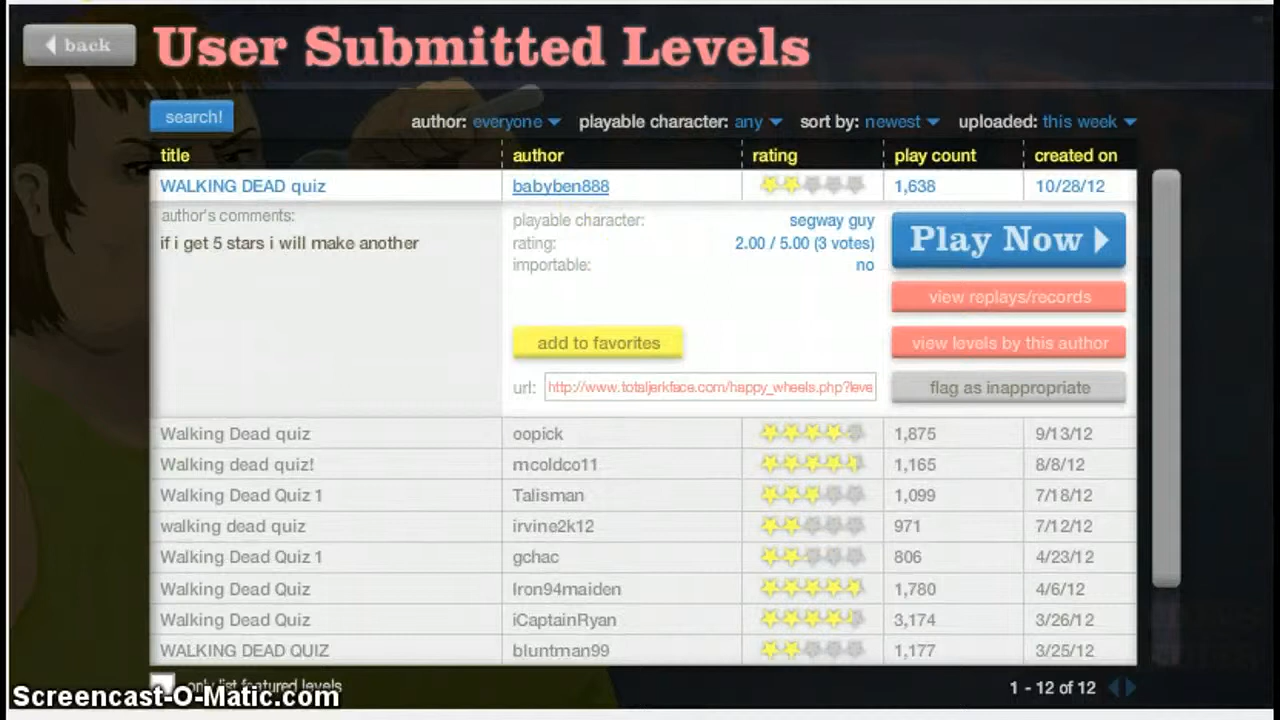 back
User Submitted Levels
search!
author: everyone playable character: any sort by: newest uploaded: this week
title author rating play count created on
WALKING DEAD quiz babyben888 1,638 10/28/12
author's comments:
if i get 5 stars i will make another
playable character: segway guy
rating: 2.00 / 5.00 (3 votes)
importable: no
Play Now
view replays/records
add to favorites
view levels by this author
url: http://www.totaljerkface.com/happy_wheels.php?leve
flag as inappropriate
Walking Dead quiz oopick 1,875 9/13/12
Walking dead quiz! mcoldco11 1,165 8/8/12
Walking Dead Quiz 1 Talisman 1,099 7/18/12
walking dead quiz irvine2k12 971 7/12/12
Walking Dead Quiz 1 gchac 806 4/23/12
Walking Dead Quiz Iron94maiden 1,780 4/6/12
Walking Dead Quiz iCaptainRyan 3,174 3/26/12
WALKING DEAD QUIZ bluntman99 1,177 3/25/12
only list featured levels
1 - 12 of 12
Screencast-O-Matic.com